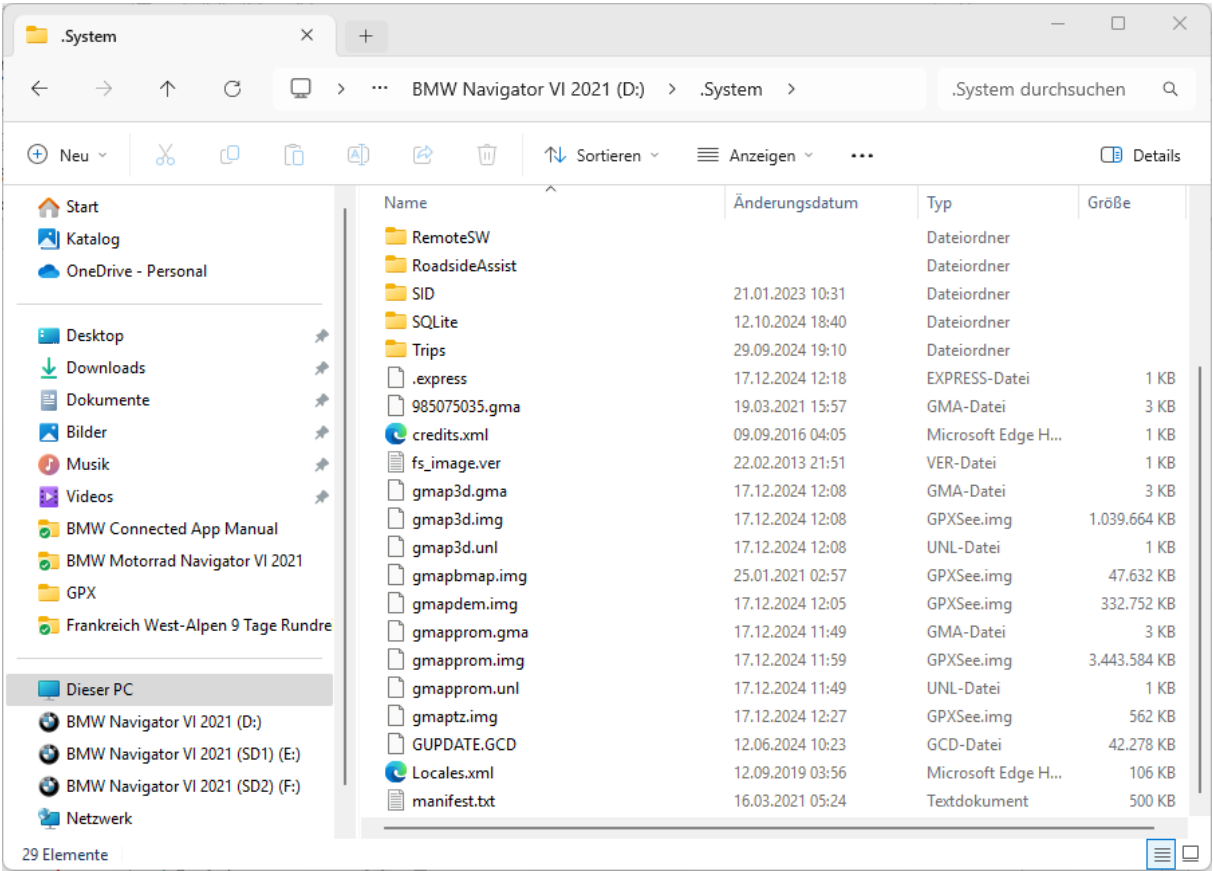 .System
BMW Navigator VI 2021 (D:) > .System >
.System durchsuchen
Neu
Sortieren
Anzeigen
Details
Start
Katalog
OneDrive - Personal
Desktop
Downloads
Dokumente
Bilder
Musik
Videos
BMW Connected App Manual
BMW Motorrad Navigator VI 2021
GPX
Frankreich West-Alpen 9 Tage Rundre
Dieser PC
BMW Navigator VI 2021 (D:)
BMW Navigator VI 2021 (SD1) (E:)
BMW Navigator VI 2021 (SD2) (F:)
Netzwerk
Name Änderungsdatum Typ Größe
RemoteSW Dateiordner
RoadsideAssist Dateiordner
SID 21.01.2023 10:31 Dateiordner
SQLite 12.10.2024 18:40 Dateiordner
Trips 29.09.2024 19:10 Dateiordner
.express 17.12.2024 12:18 EXPRESS-Datei 1 KB
985075035.gma 19.03.2021 15:57 GMA-Datei 3 KB
credits.xml 09.09.2016 04:05 Microsoft Edge H... 1 KB
fs_image.ver 22.02.2013 21:51 VER-Datei 1 KB
gmap3d.gma 17.12.2024 12:08 GMA-Datei 3 KB
gmap3d.img 17.12.2024 12:08 GPXSee.img 1.039.664 KB
gmap3d.unl 17.12.2024 12:08 UNL-Datei 1 KB
gmapbmap.img 25.01.2021 02:57 GPXSee.img 47.632 KB
gmapdem.img 17.12.2024 12:05 GPXSee.img 332.752 KB
gmapprom.gma 17.12.2024 11:49 GMA-Datei 3 KB
gmapprom.img 17.12.2024 11:59 GPXSee.img 3.443.584 KB
gmapprom.unl 17.12.2024 11:49 UNL-Datei 1 KB
gmaptz.img 17.12.2024 12:27 GPXSee.img 562 KB
GUPDATE.GCD 12.06.2024 10:23 GCD-Datei 42.278 KB
Locales.xml 12.09.2019 03:56 Microsoft Edge H... 106 KB
manifest.txt 16.03.2021 05:24 Textdokument 500 KB
29 Elemente